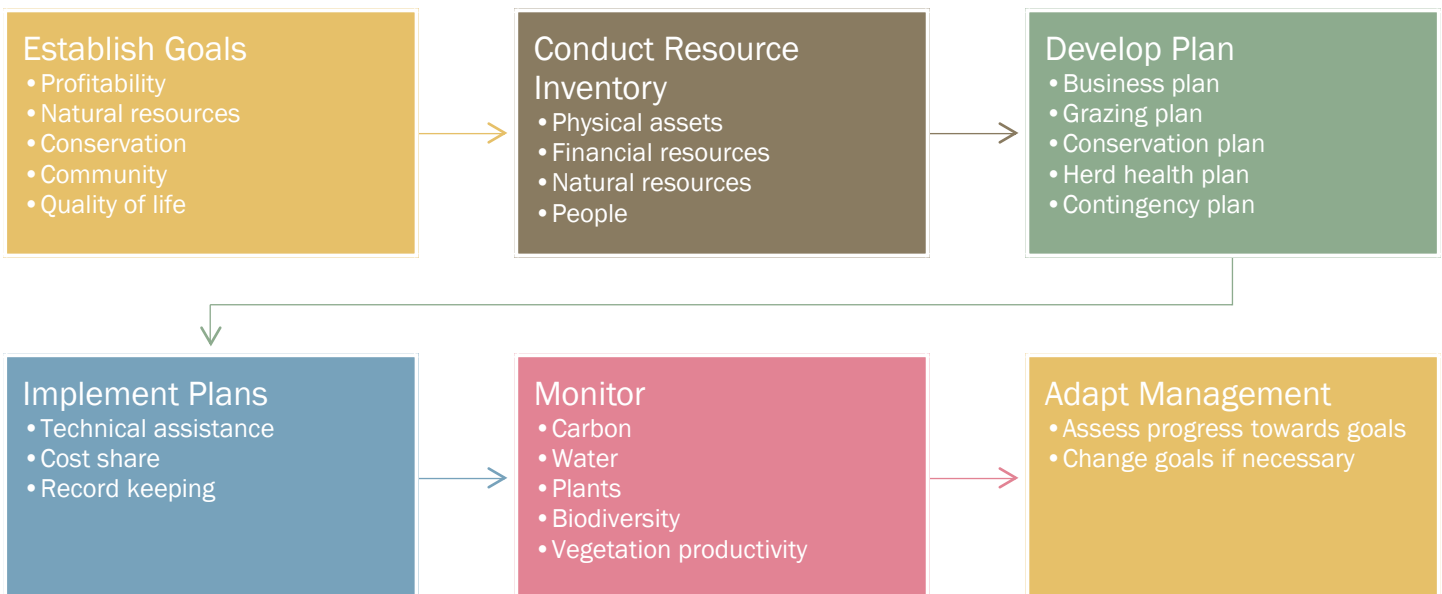 Establish Goals
• Profitability
• Natural resources
• Conservation
• Community
• Quality of life
Conduct Resource
Inventory
• Physical assets
• Financial resources
• Natural resources
• People
Develop Plan
• Business plan
• Grazing plan
• Conservation plan
• Herd health plan
• Contingency plan
Implement Plans
• Technical assistance
• Cost share
• Record keeping
Monitor
• Carbon
• Water
• Plants
• Biodiversity
• Vegetation productivity
Adapt Management
• Assess progress towards goals
• Change goals if necessary